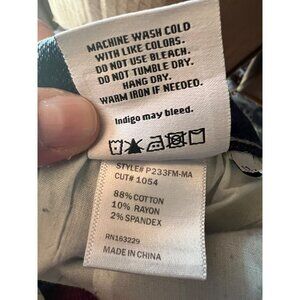 MACHINE WASH COLD
WITH LIKE COLORS.
DO NOT USE BLEACH.
DO NOT TUMBLE DRY.
HANG DRY.
WARM IRON IF NEEDED.
Indigo may bleed.
STYLE# P233FM-MA
CUT# 1054
88% COTTON
10% RAYON
2% SPANDEX
RN163229
MADE IN CHINA